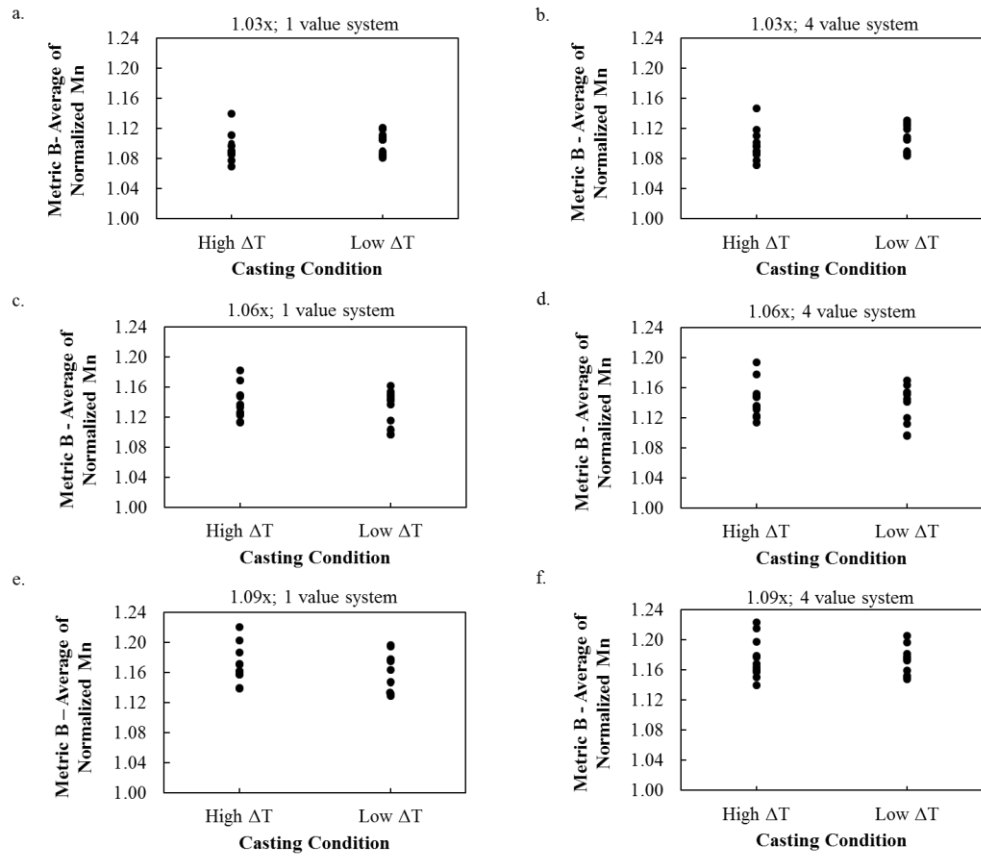 a.
1.03x; 1 value system
Metric B- Average of
Normalized Mn
1.24
1.20
1.16
1.12
1.08
1.04
1.00
High ΔT
Low ΔT
Casting Condition
b.
1.03x; 4 value system
Metric B - Average of
Normalized Mn
1.24
1.20
1.16
1.12
1.08
1.04
1.00
High ΔT
Low ΔT
Casting Condition
c.
1.06x; 1 value system
Metric B - Average of
Normalized Mn
1.24
1.20
1.16
1.12
1.08
1.04
1.00
High ΔT
Low ΔT
Casting Condition
d.
1.06x; 4 value system
Metric B - Average of
Normalized Mn
1.24
1.20
1.16
1.12
1.08
1.04
1.00
High ΔT
Low ΔT
Casting Condition
e.
1.09x; 1 value system
Metric B – Average of
Normalized Mn
1.24
1.20
1.16
1.12
1.08
1.04
1.00
High ΔT
Low ΔT
Casting Condition
f.
1.09x; 4 value system
Metric B - Average of
Normalized Mn
1.24
1.20
1.16
1.12
1.08
1.04
1.00
High ΔT
Low ΔT
Casting Condition